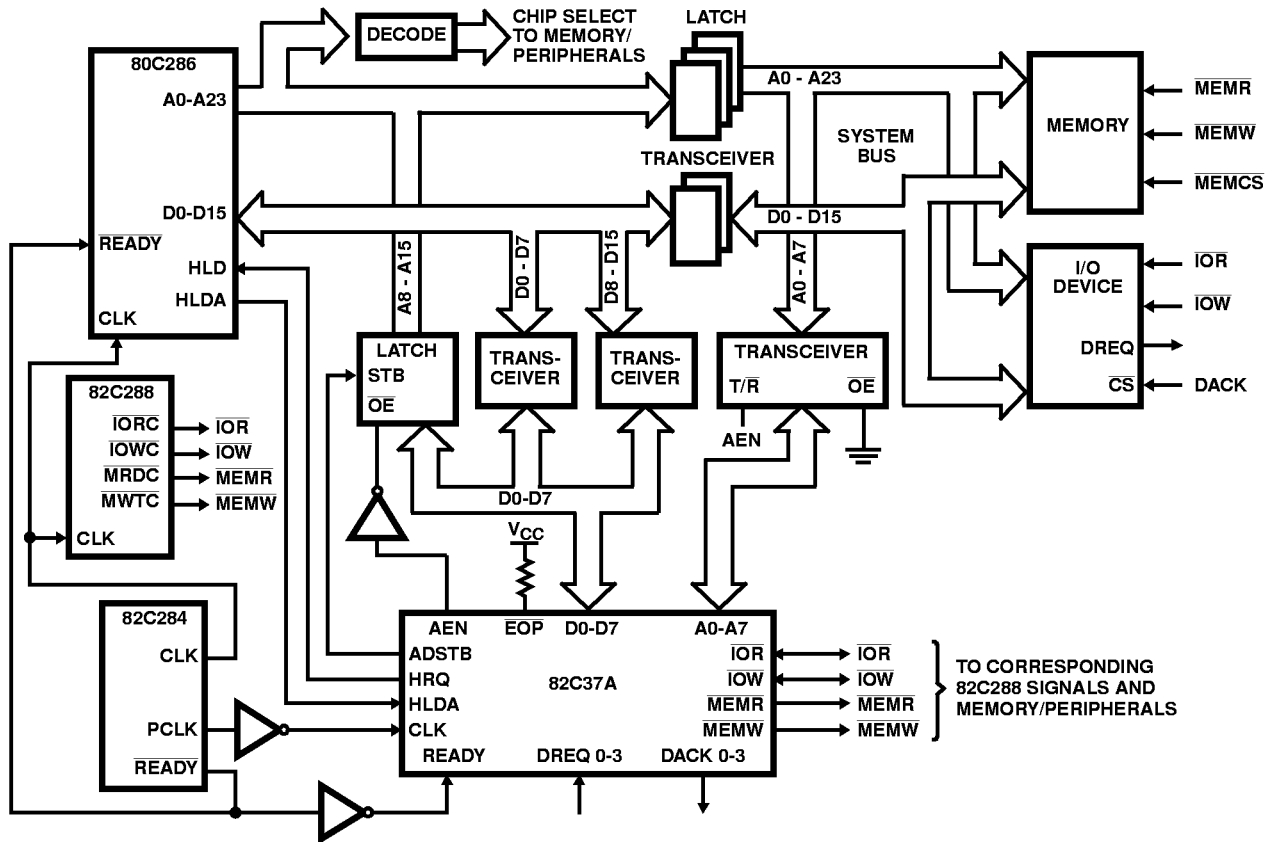 DECODE
CHIP SELECT
TO MEMORY/
PERIPHERALS
LATCH
80C286
A0-A23
D0-D15
READY
HLD
HLDA
CLK
A0 - A23
SYSTEM
BUS
TRANSCEIVER
D0 - D15
MEMORY
MEMR
MEMW
MEMCS
I/O
DEVICE
DREQ
CS
IOR
IOW
DACK
A8 - A15
D0 - D7
D8 - D15
A0 - A7
LATCH
STB
OE
TRANS-
CEIVER
TRANS-
CEIVER
TRANSCEIVER
T/R
OE
AEN
82C288
IORC
IOWC
MRDC
MWTC
CLK
IOR
IOW
MEMR
MEMW
D0-D7
VCC
82C284
CLK
PCLK
READY
AEN
EOP
D0-D7
A0-A7
ADSTB
HRQ
HLDA
CLK
READY
82C37A
DREQ 0-3
DACK 0-3
IOR
IOW
MEMR
MEMW
IOR
IOW
MEMR
MEMW
TO CORRESPONDING
82C288 SIGNALS AND
MEMORY/PERIPHERALS